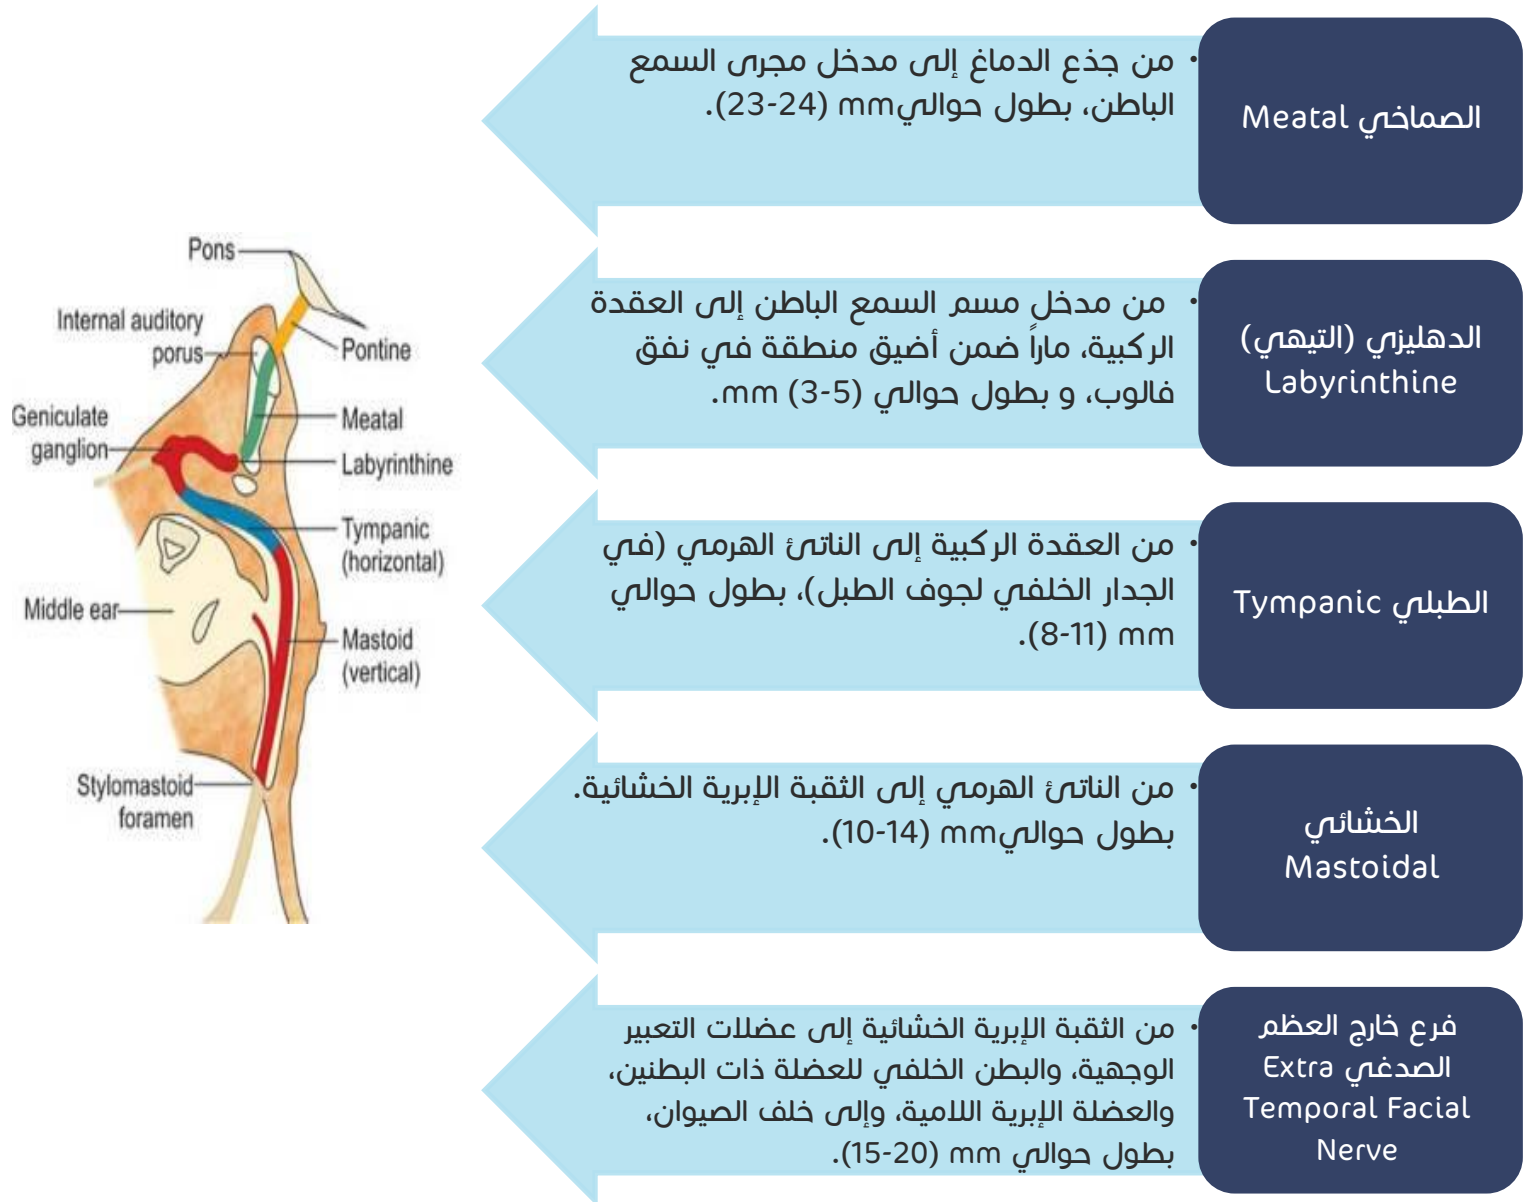 الصماخي Meatal
• من جذع الدماغ إلى مدخل مجرى السمع
الباطن، بطول حوالي mm (23-24).
الدهليزي (التيهي)
Labyrinthine
• من مدخل مسم السمع الباطن إلى العقدة
الركبية، ماراً ضمن أضيق منطقة في نفق
فالوب، و بطول حوالي (3-5) mm.
الطبلي Tympanic
• من العقدة الركبية إلى الناتئ الهرمي (في
الجدار الخلفي لجوف الطبل)، بطول حوالي
mm (8-11).
الخشائي
Mastoidal
• من الناتئ الهرمي إلى الثقبة الإبرية الخشائية.
بطول حوالي mm (10-14).
فرع خارج العظم
الصدغي Extra
Temporal Facial
Nerve
• من الثقبة الإبرية الخشائية إلى عضلات التعبير
الوجهية، والبطن الخلفي للعضلة ذات البطنين،
والعضلة الإبرية اللامية، وإلى خلف الصيوان،
بطول حوالي mm (15-20).
Pons
Internal auditory
porus
Pontine
Geniculate
ganglion
Meatal
Labyrinthine
Tympanic
(horizontal)
Middle ear
Mastoid
(vertical)
Stylomastoid
foramen